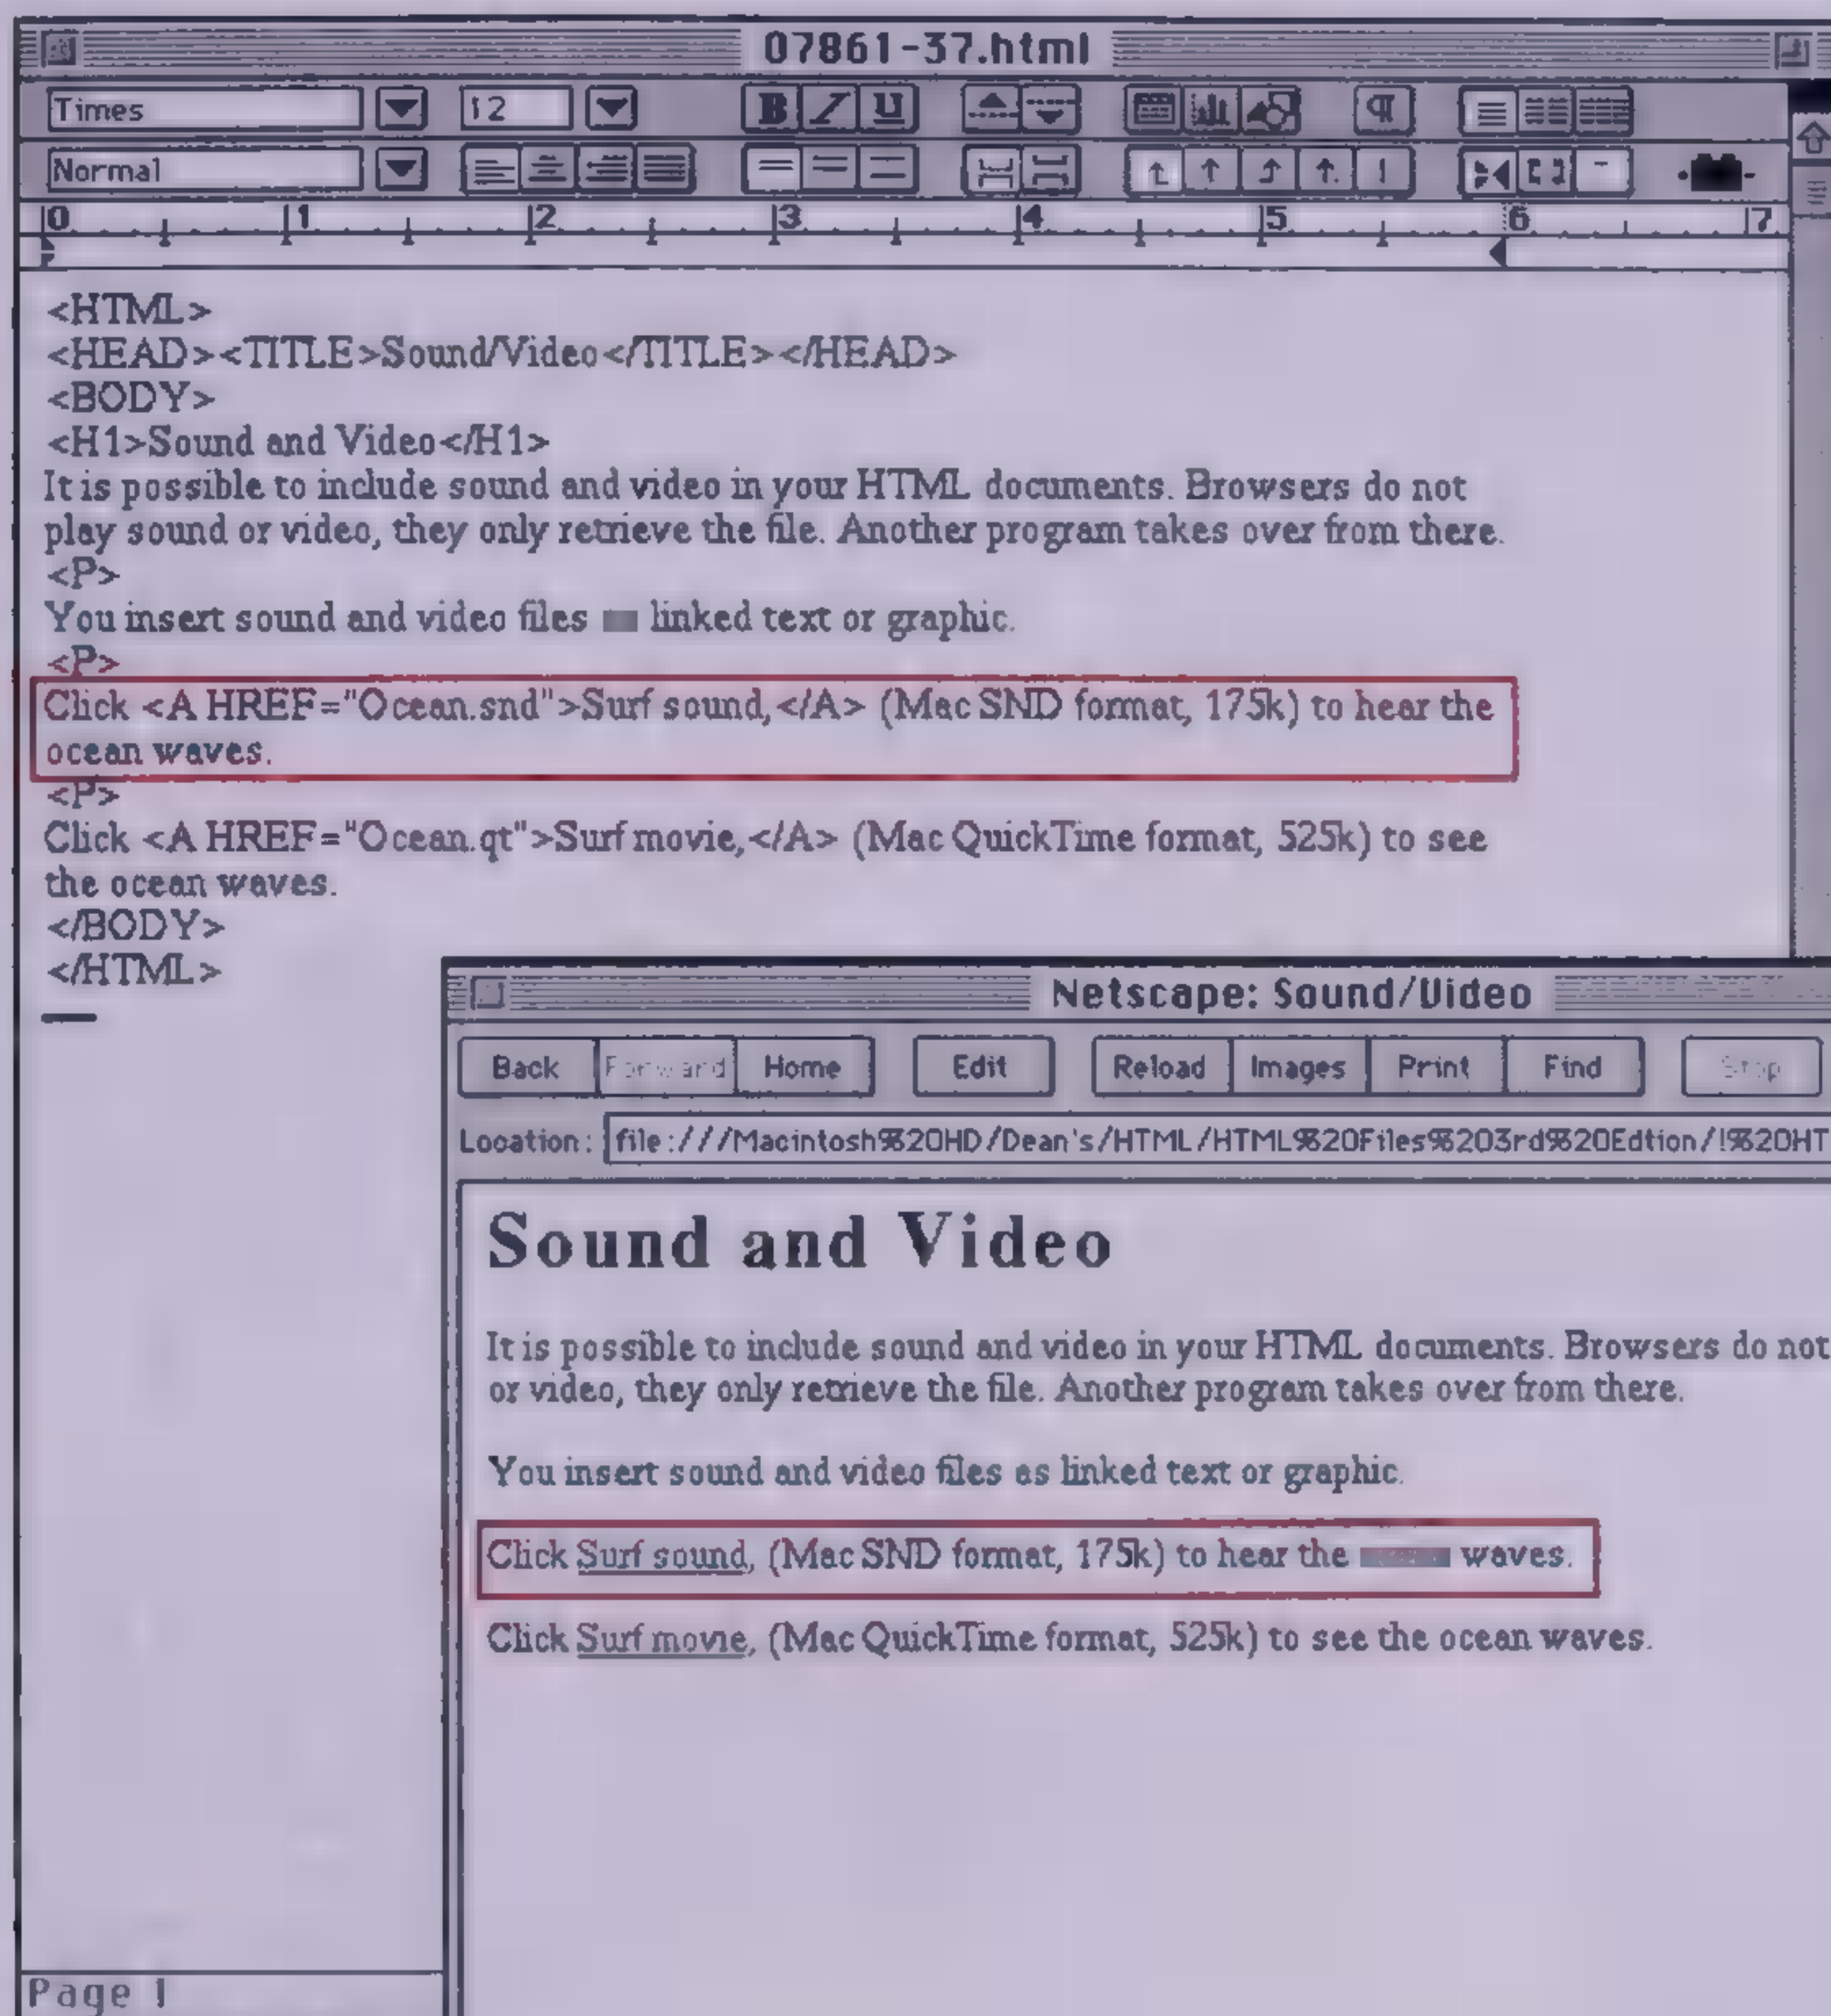 07861-37.html
Times 12 B I U
Normal
0 1 2 3 4 5 6 7
<HTML>
<HEAD><TITLE>Sound/Video</TITLE></HEAD>
<BODY>
<H1>Sound and Video</H1>
It is possible to include sound and video in your HTML documents. Browsers do not
play sound or video, they only retrieve the file. Another program takes over from there.
<P>
You insert sound and video files linked text or graphic.
<P>
Click <A HREF="Ocean.snd">Surf sound,</A> (Mac SND format, 175k) to hear the
ocean waves.
<P>
Click <A HREF="Ocean.qt">Surf movie,</A> (Mac QuickTime format, 525k) to see
the ocean waves.
</BODY>
</HTML>
Netscape: Sound/Video
Back Forward Home Edit Reload Images Print Find Stop
Location: file:///Macintosh%20HD/Dean's/HTML/HTML%20Files%203rd%20Edtion/!%20HT
Sound and Video
It is possible to include sound and video in your HTML documents. Browsers do not
or video, they only retrieve the file. Another program takes over from there.
You insert sound and video files as linked text or graphic.
Click Surf sound, (Mac SND format, 175k) to hear the waves.
Click Surf movie, (Mac QuickTime format, 525k) to see the ocean waves.
Page 1